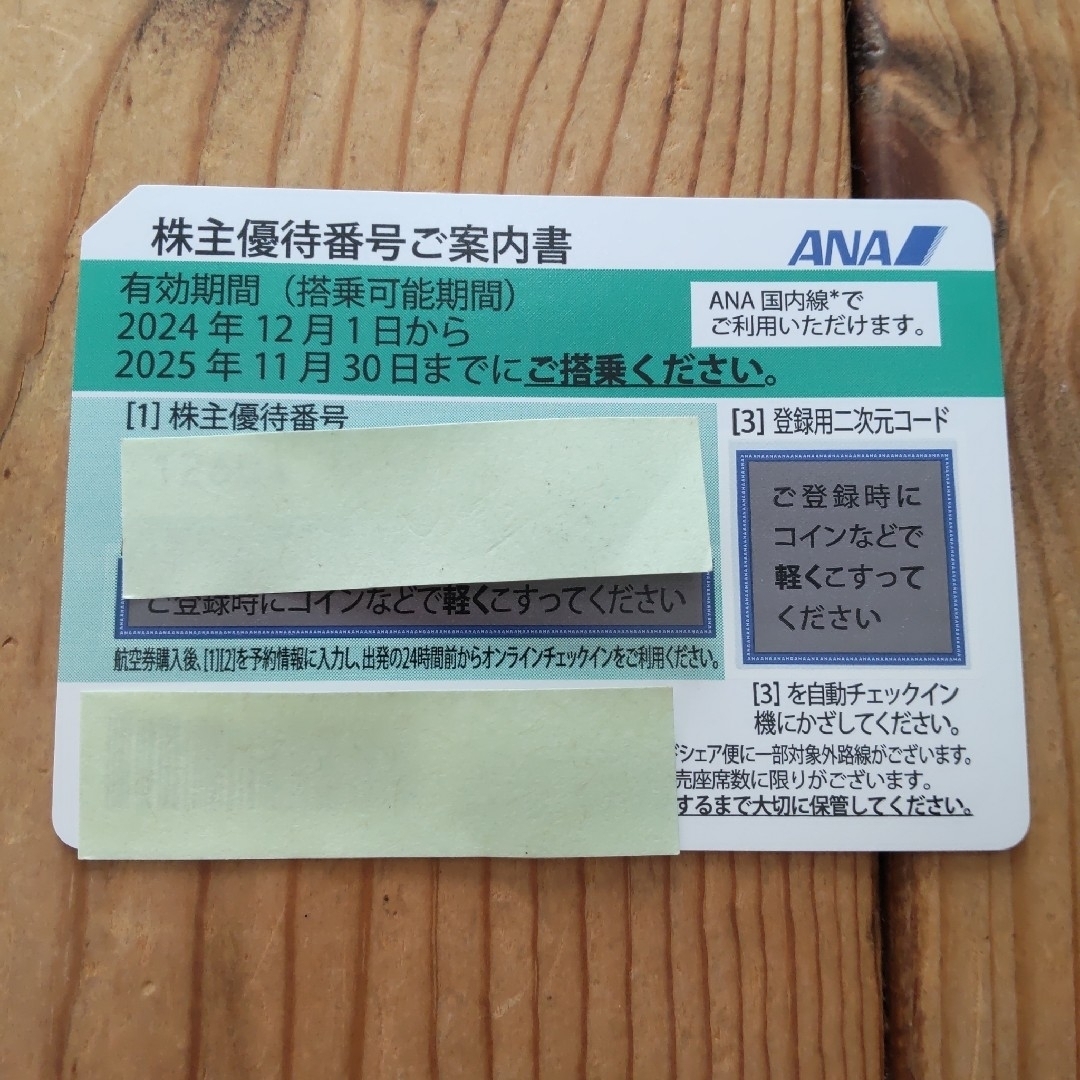 株主優待番号ご案内書
ANA
有効期間（搭乗可能期間）
2024年12月1日から
2025年11月30日までにご搭乗ください。
ANA国内線*で
ご利用いただけます。
[1] 株主優待番号
ご登録時にコインなどで軽くこすってください
航空券購入後、[1][2]を予約情報に入力し、出発の24時間前からオンラインチェックインをご利用ください。
[3] 登録用二次元コード
ご登録時に
コインなどで
軽くこすって
ください
[3] を自動チェックイン
機にかざしてください。
ドシェア便に一部対象外路線がございます。
売座席数に限りがございます。
するまで大切に保管してください。